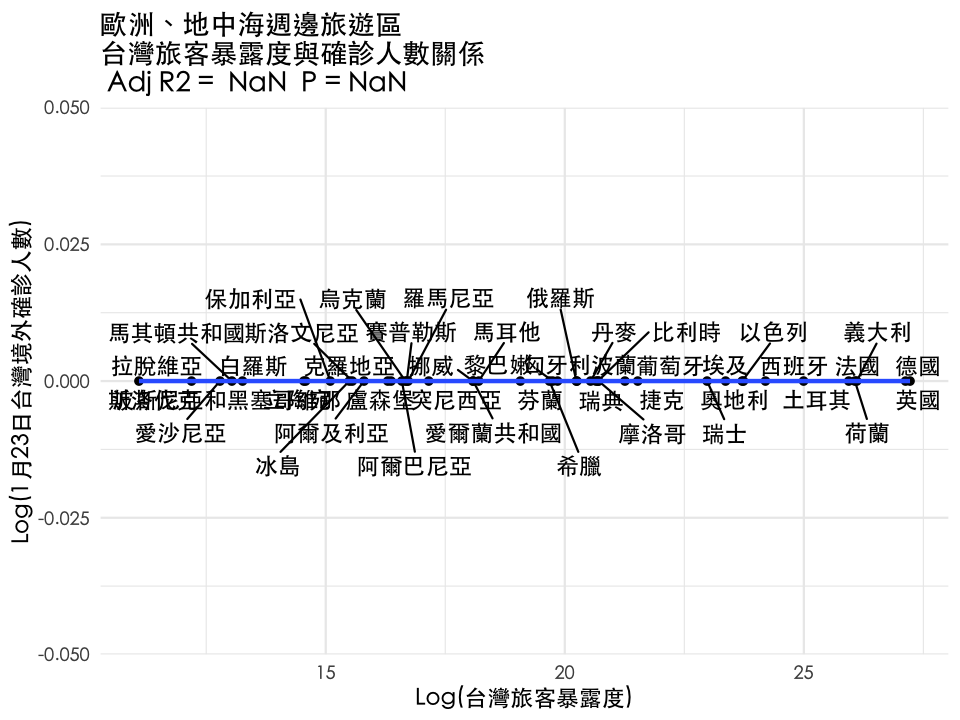 歐洲、地中海週邊旅遊區
台灣旅客暴露度與確診人數關係
Adj R2 = NaN P = NaN
0.050
0.025
0.000
-0.025
-0.050
Log(1月23日台灣境外確診人數)
保加利亞 烏克蘭 羅馬尼亞 俄羅斯
馬其頓共和國 斯洛文尼亞 賽普勒斯 馬耳他 丹麥 比利時 以色列 義大利
拉脫維亞 白羅斯 克羅地亞 挪威 黎巴嫩 匈牙利 波蘭 葡萄牙 埃及 西班牙 法國 德國
盧森堡 突尼西亞 芬蘭 瑞典 捷克 奧地利 土耳其 英國
愛沙尼亞 阿爾及利亞 愛爾蘭共和國 摩洛哥 瑞士 荷蘭
冰島 阿爾巴尼亞 希臘
15 20 25
Log(台灣旅客暴露度)